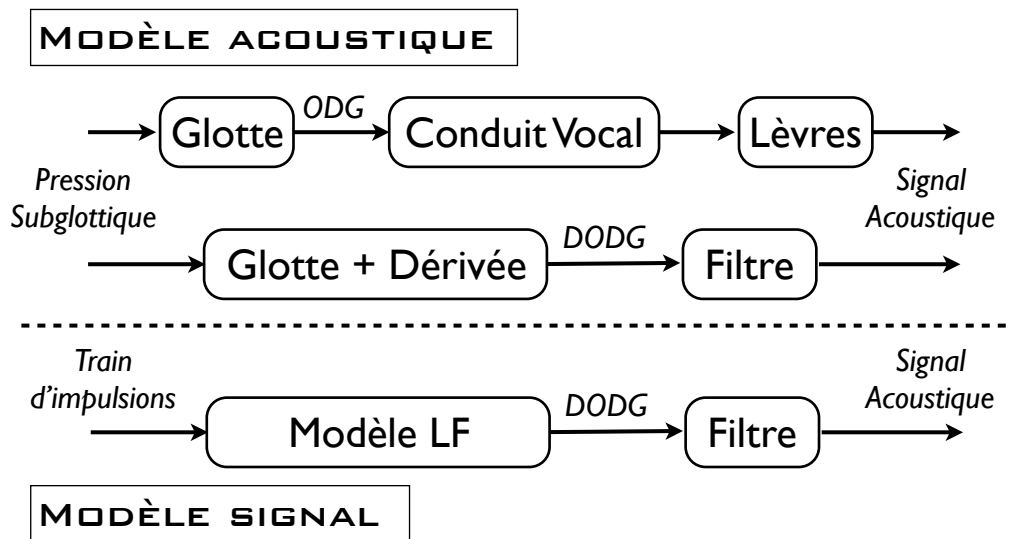 MODÈLE ACOUSTIQUE
ODG
Glotte
Conduit Vocal
Lèvres
Pression
Subglottique
Signal
Acoustique
DODG
Glotte + Dérivée
Filtre
Train
d'impulsions
Signal
Acoustique
DODG
Modèle LF
Filtre
MODÈLE SIGNAL